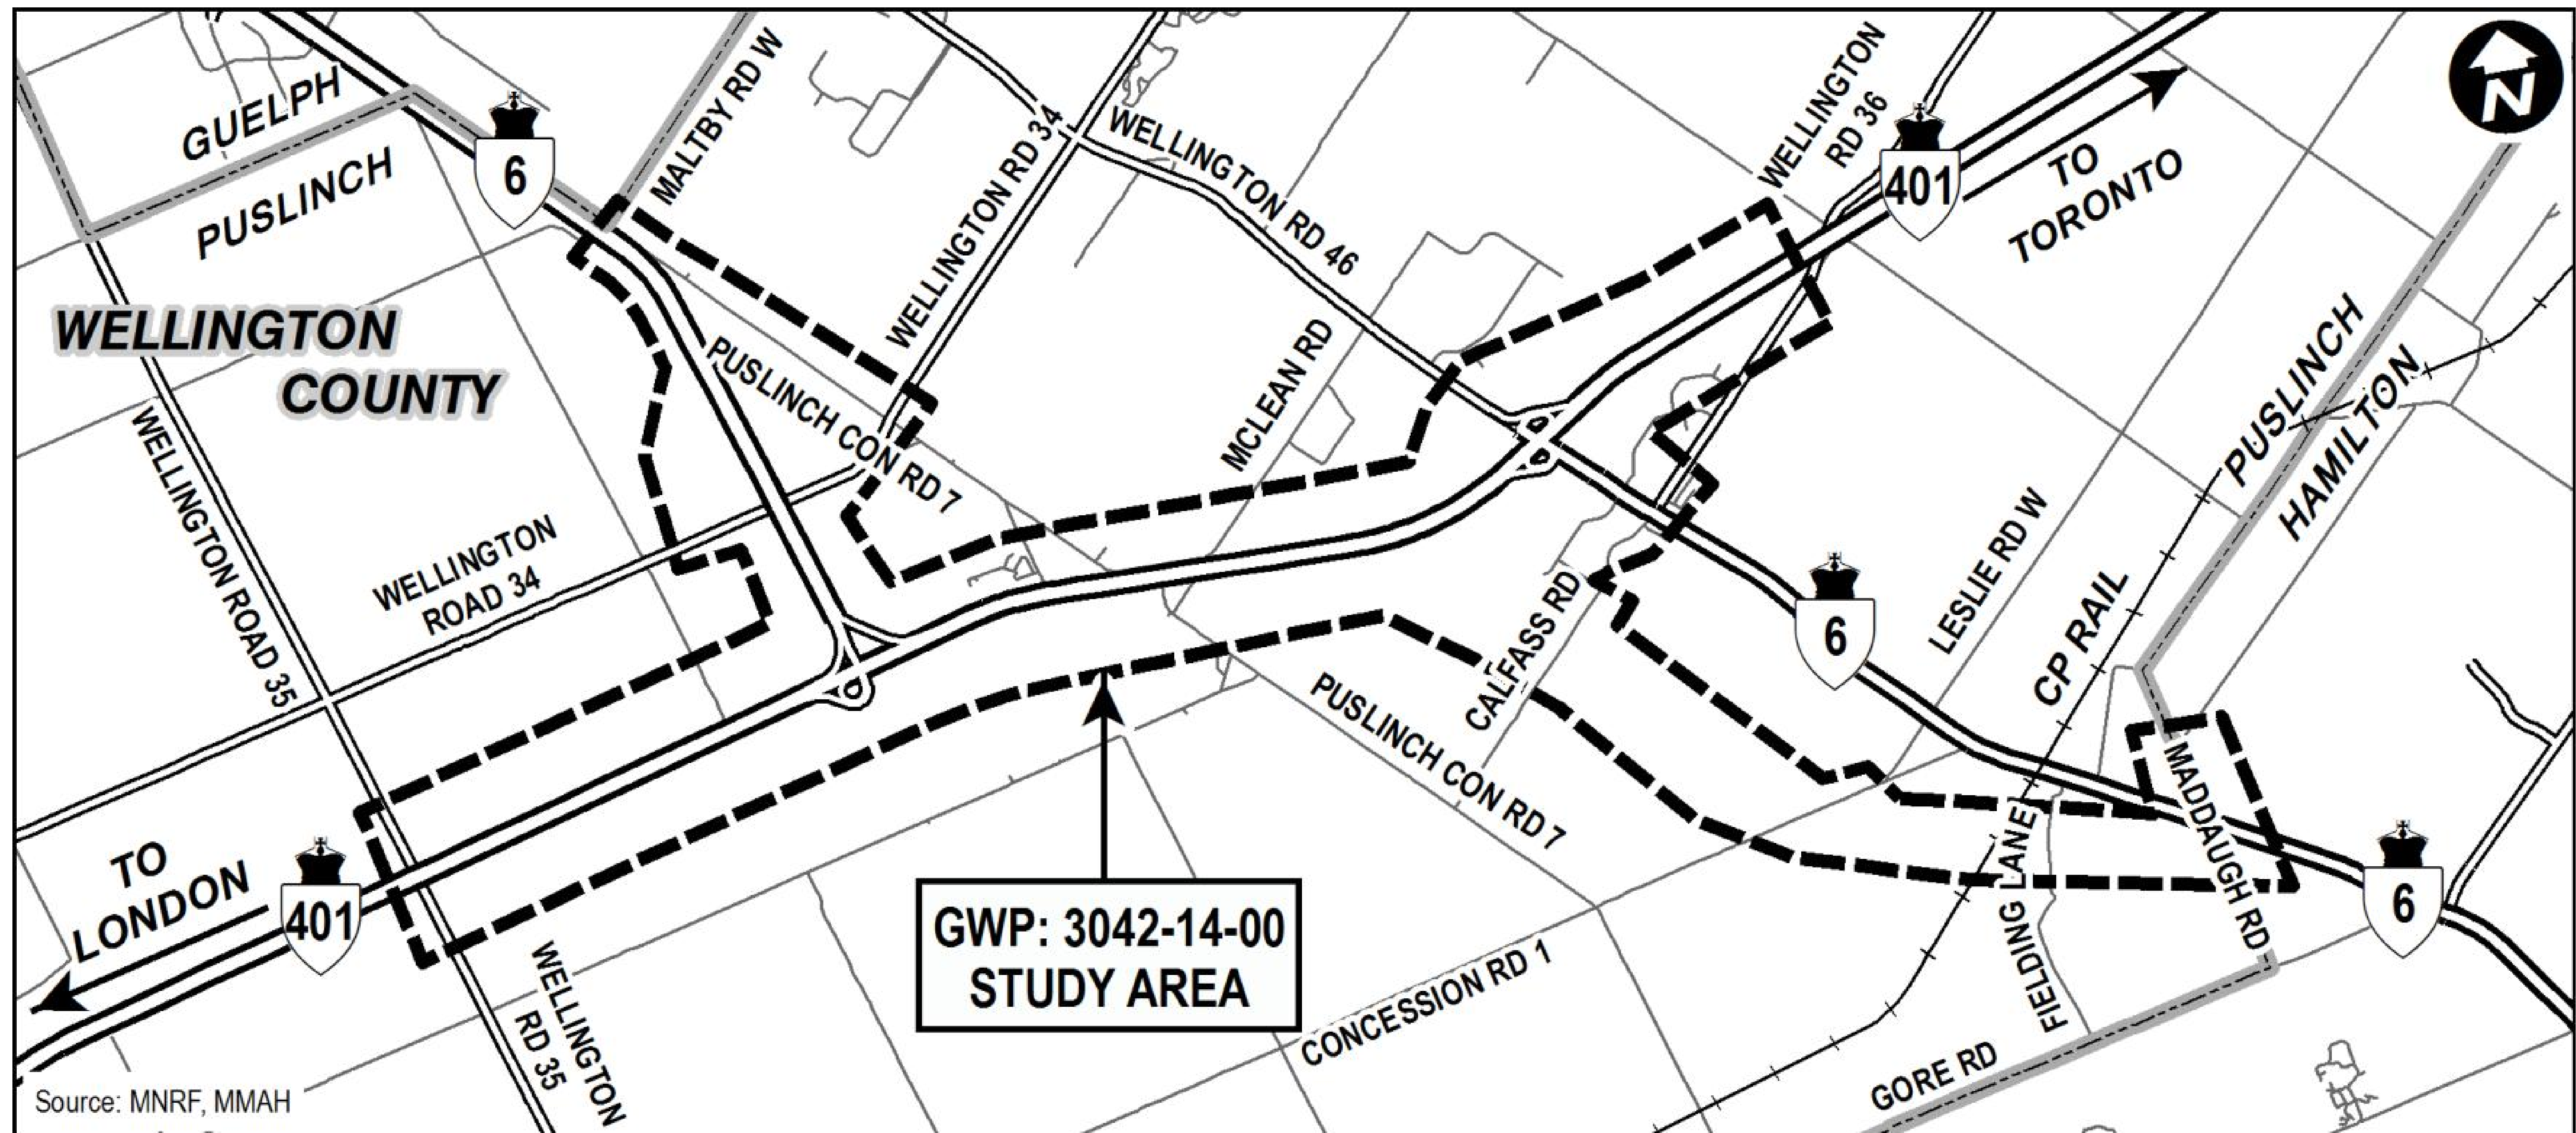 GUELPH
PUSLINCH
6
MALTBY RD W
WELLINGTON RD 34
WELLINGTON RD 46
WELLINGTON
RD 36
401
TO
TORONTO
N
WELLINGTON
COUNTY
PUSLINCH CON RD 7
MCLEAN RD
PUSLINCH
HAMILTON
WELLINGTON ROAD 35
WELLINGTON
ROAD 34
CALFASS RD
6
LESLIE RD W
CP RAIL
PUSLINCH CON RD 7
MADDAUGH RD
TO
LONDON
401
GWP: 3042-14-00
STUDY AREA
FIELDING LANE
6
WELLINGTON
RD 35
CONCESSION RD 1
GORE RD
Source: MNRF, MMAH